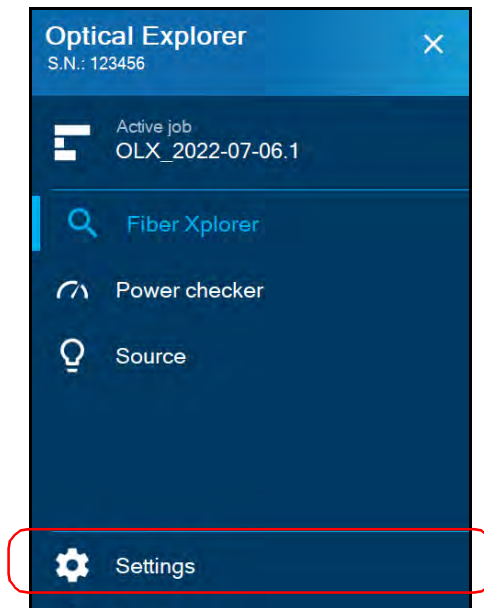 Optical Explorer
S.N.: 123456
Active job
OLX_2022-07-06.1
Fiber Xplorer
Power checker
Source
Settings